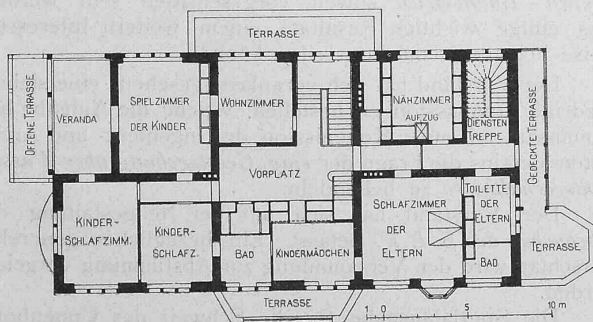 TERRASSE
OFFENE TERRASSE
VERANDA
SPIELZIMMER
DER KINDER
WOHNZIMMER
NÄHZIMMER
AUFZUG
DIENSTEN
TREPPE
GEDECKTE TERRASSE
VORPLATZ
KINDER-
SCHLAFZIMM.
KINDER-
SCHLAFZ.
BAD
KINDERMÄDCHEN
SCHLAFZIMMER
DER
ELTERN
TOILETTE
DER
ELTERN
BAD
TERRASSE
TERRASSE
1 0 5 10 m